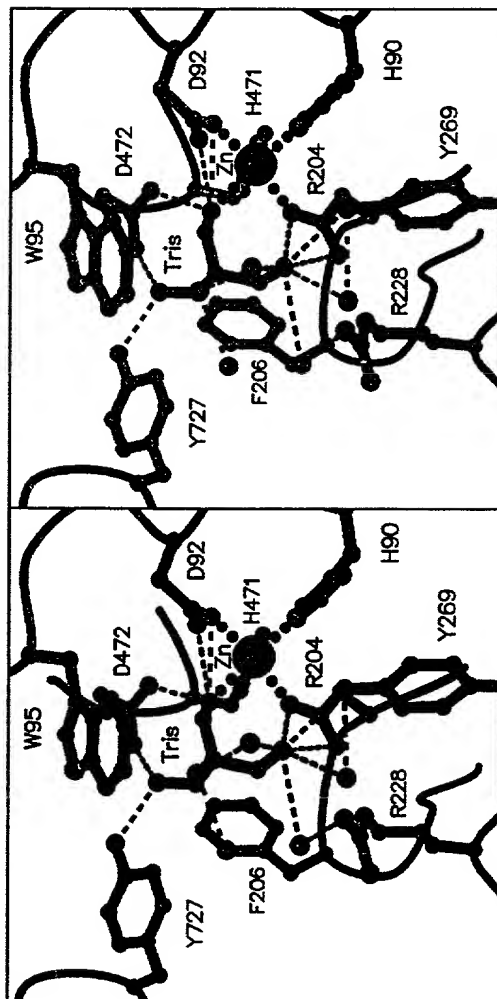 W95
D472
D92
Tris
Zn
H471
Y727
F206
R204
H90
R228
Y269
W95
D472
D92
Tris
Zn
H471
Y727
F206
R204
H90
R228
Y269